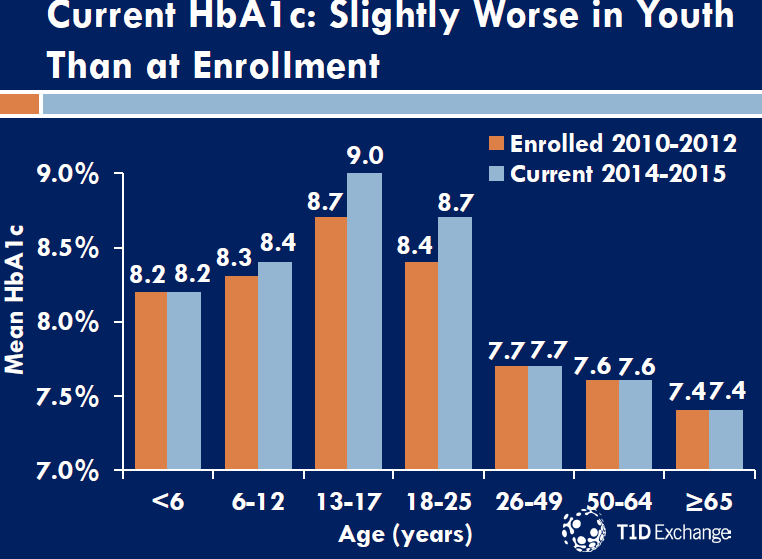 Current HbA1c: Slightly Worse in Youth
Than at Enrollment
Enrolled 2010-2012
Current 2014-2015
Mean HbA1c
9.0%
8.5%
8.0%
7.5%
7.0%
8.2 8.2
8.3 8.4
8.7 9.0
8.4 8.7
7.7 7.7
7.6 7.6
7.4 7.4
<6 6-12 13-17 18-25 26-49 50-64 ≥65
Age (years)
T1D Exchange